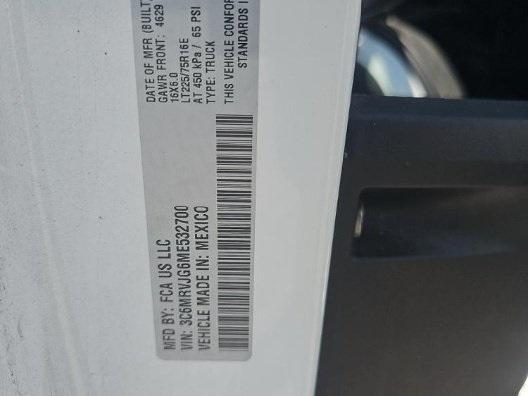 MFD BY: FCA US LLC
VIN: 3C6MRVJG6ME532700
VEHICLE MADE IN: MEXICO
DATE OF MFR (BUILT
GAWR FRONT: 4629
16X6.0
LT225/75R16E
AT 450 kPa / 65 PSI
TYPE: TRUCK
THIS VEHICLE CONFOR
STANDARDS I